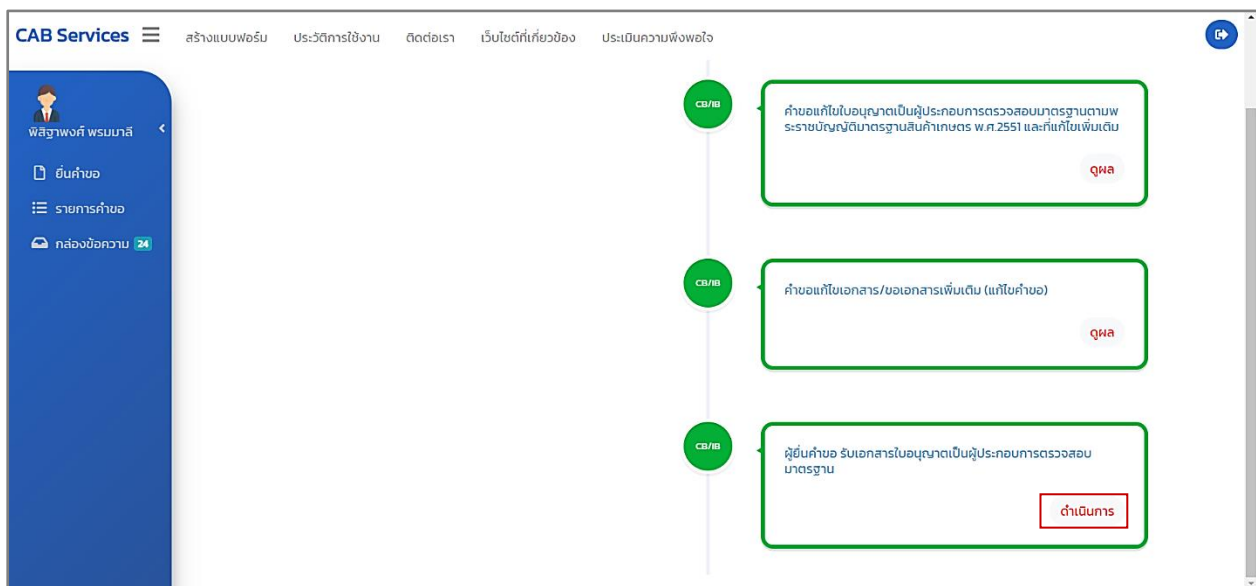 CAB Services สร้างแบบฟอร์ม ประวัติการใช้งาน ติดต่อเรา เว็บไซต์ที่เกี่ยวข้อง ประเมินความพึงพอใจ
พิสิฐาพงศ์ พรมมาลี
ยื่นคำขอ
รายการคำขอ
กล่องข้อความ 24
CB/IB
คำขอแก้ไขใบอนุญาตเป็นผู้ประกอบการตรวจสอบมาตรฐานตามพ
ระราชบัญญัติมาตรฐานสินค้าเกษตร พ.ศ.2551 และที่แก้ไขเพิ่มเติม
ดูผล
CB/IB
คำขอแก้ไขเอกสาร/ขอเอกสารเพิ่มเติม (แก้ไขคำขอ)
ดูผล
CB/IB
ผู้ยื่นคำขอ รับเอกสารใบอนุญาตเป็นผู้ประกอบการตรวจสอบ
มาตรฐาน
ดำเนินการ